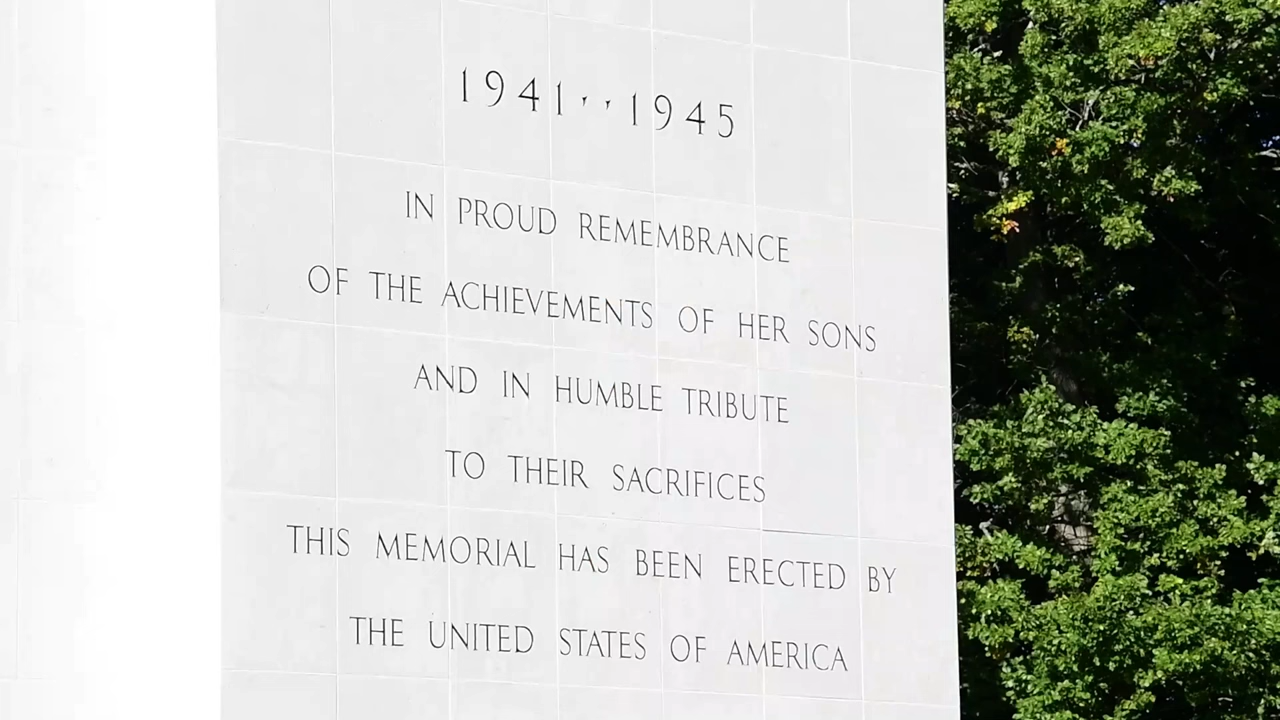 1941··1945
IN PROUD REMEMBRANCE
OF THE ACHIEVEMENTS OF HER SONS
AND IN HUMBLE TRIBUTE
TO THEIR SACRIFICES
THIS MEMORIAL HAS BEEN ERECTED BY
THE UNITED STATES OF AMERICA